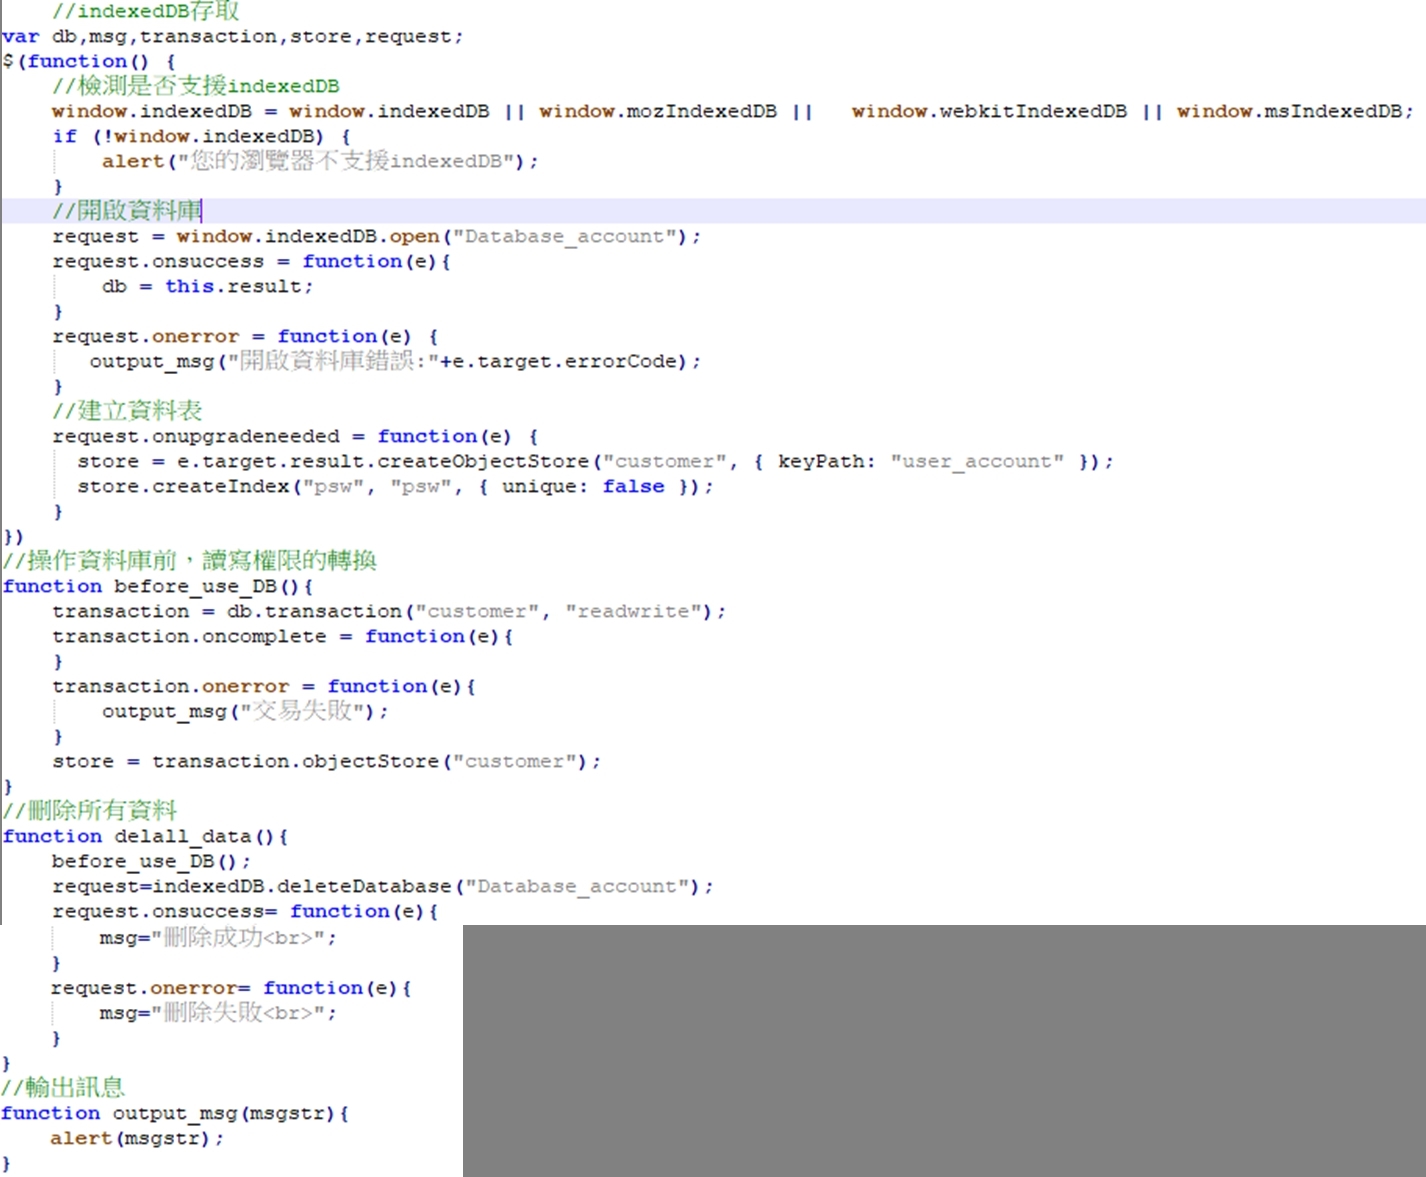 //indexedDB存取
var db,msg,transaction,store,request;
$(function() {
//檢測是否支援indexedDB
window.indexedDB = window.indexedDB || window.mozIndexedDB || window.webkitIndexedDB || window.msIndexedDB;
if (!window.indexedDB) {
alert("您的瀏覽器不支援indexedDB");
}
//開啟資料庫
request = window.indexedDB.open("Database_account");
request.onsuccess = function(e){
db = this.result;
}
request.onerror = function(e) {
output_msg("開啟資料庫錯誤:"+e.target.errorCode);
}
//建立資料表
request.onupgradeneeded = function(e) {
store = e.target.result.createObjectStore("customer", { keyPath: "user_account" });
store.createIndex("psw", "psw", { unique: false });
}
})
//操作資料庫前，讀寫權限的轉換
function before_use_DB(){
transaction = db.transaction("customer", "readwrite");
transaction.oncomplete = function(e){
}
transaction.onerror = function(e){
output_msg("交易失敗");
}
store = transaction.objectStore("customer");
}
//刪除所有資料
function delall_data(){
before_use_DB();
request=indexedDB.deleteDatabase("Database_account");
request.onsuccess= function(e){
msg="刪除成功<br>";
}
request.onerror= function(e){
msg="刪除失敗<br>";
}
}
//輸出訊息
function output_msg(msgstr){
alert(msgstr);
}